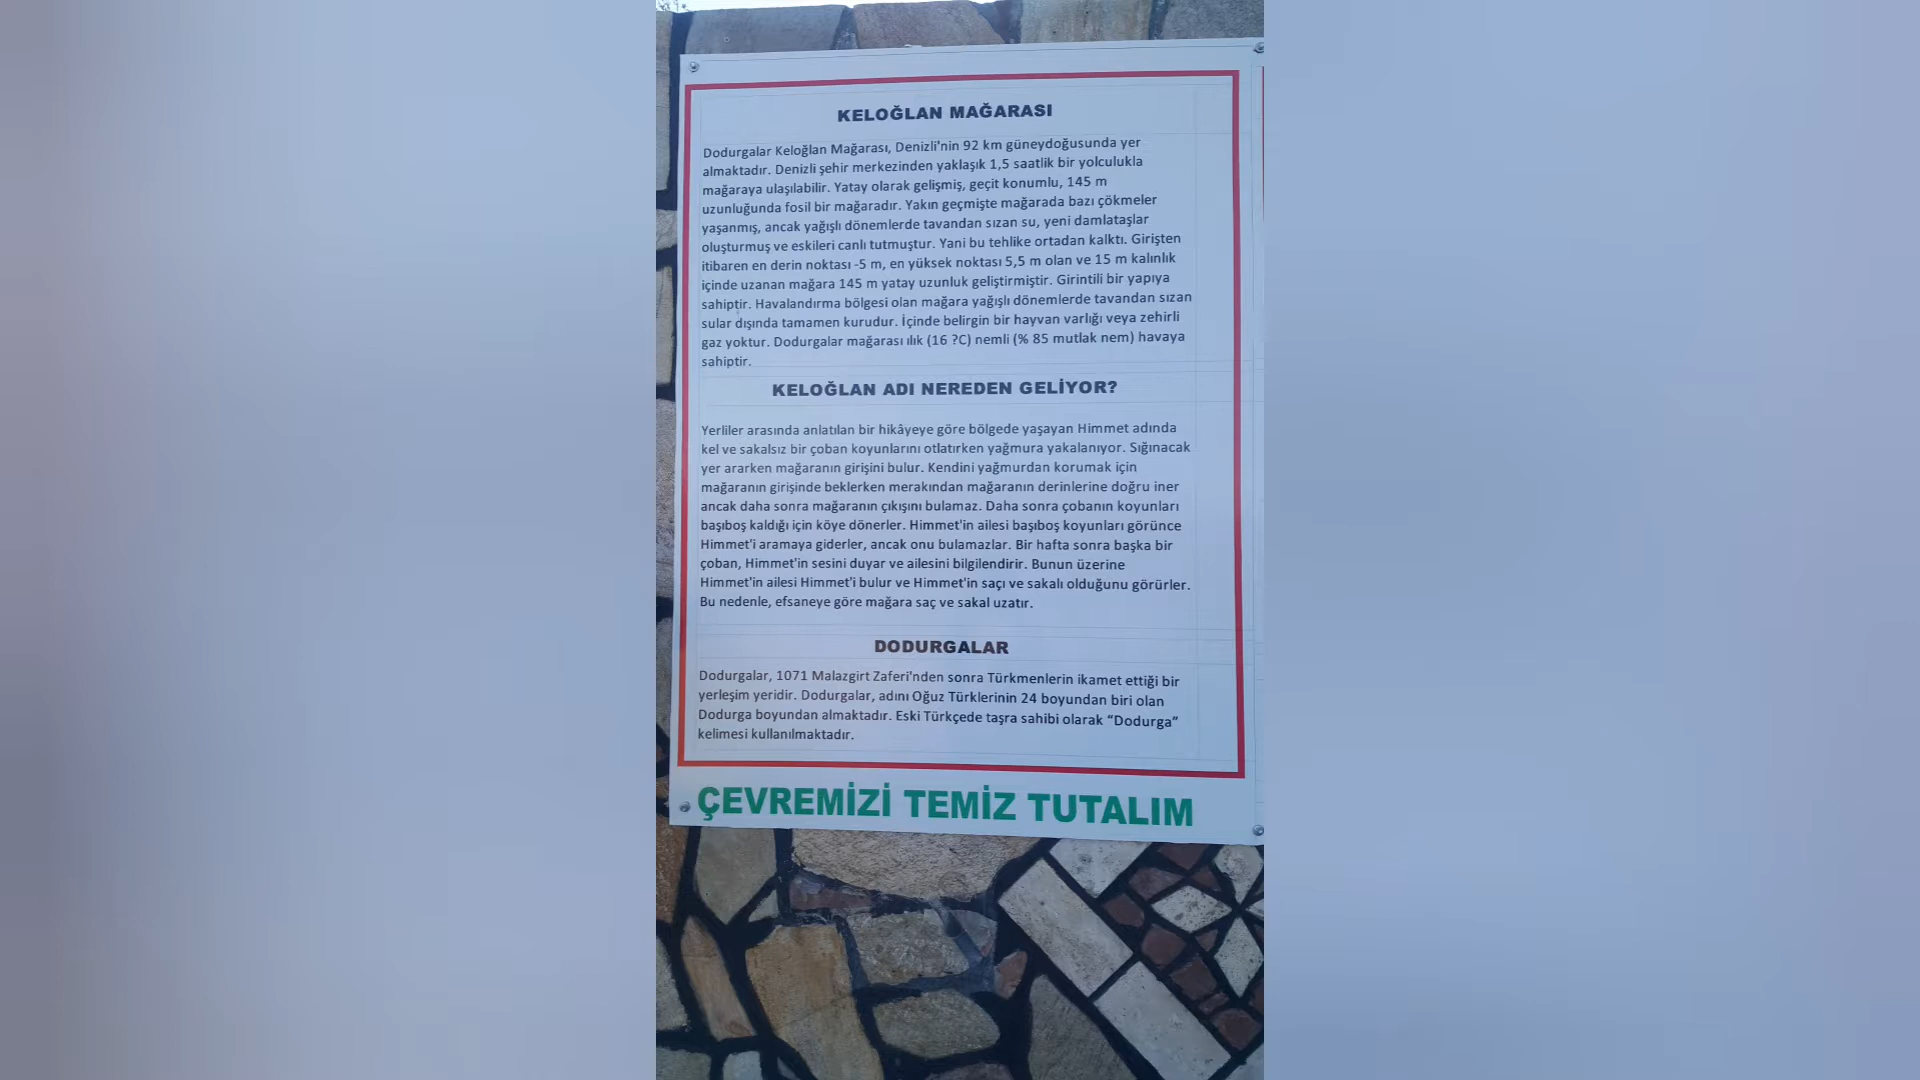 KELOĞLAN MAĞARASI
Dodurgalar Keloğlan Mağarası, Denizli'nin 92 km güneydoğusunda yer
almaktadır. Denizli şehir merkezinden yaklaşık 1,5 saatlik bir yolculukla
mağaraya ulaşılabilir. Yatay olarak gelişmiş, geçit konumlu, 145 m
uzunluğunda fosil bir mağaradır. Yakın geçmişte mağarada bazı çökmeler
yaşanmış, ancak yağışlı dönemlerde tavandan sızan su, yeni damlataşlar
oluşturmuş ve eskileri canlı tutmuştur. Yani bu tehlike ortadan kalktı. Girişten
itibaren en derin noktası -5 m, en yüksek noktası 5,5 m olan ve 15 m kalınlık
içinde uzanan mağara 145 m yatay uzunluk geliştirmiştir. Girintili bir yapıya
sahiptir. Havalandırma bölgesi olan mağara yağışlı dönemlerde tavandan sızan
sular dışında tamamen kurudur. İçinde belirgin bir hayvan varlığı veya zehirli
gaz yoktur. Dodurgalar mağarası ılık (16 ?C) nemli (% 85 mutlak nem) havaya
sahiptir.
KELOĞLAN ADI NEREDEN GELİYOR?
Yerliler arasında anlatılan bir hikâyeye göre bölgede yaşayan Himmet adında
kel ve sakalsız bir çoban koyunlarını otlatırken yağmura yakalanıyor. Sığınacak
yer ararken mağaranın girişini bulur. Kendini yağmurdan korumak için
mağaranın girişinde beklerken merakından mağaranın derinlerine doğru iner
ancak daha sonra mağaranın çıkışını bulamaz. Daha sonra çobanın koyunları
başıboş kaldığı için köye dönerler. Himmet'in ailesi başıboş koyunları görünce
Himmet'i aramaya giderler, ancak onu bulamazlar. Bir hafta sonra başka bir
çoban, Himmet'in sesini duyar ve ailesini bilgilendirir. Bunun üzerine
Himmet'in ailesi Himmet'i bulur ve Himmet'in saçı ve sakalı olduğunu görürler.
Bu nedenle, efsaneye göre mağara saç ve sakal uzatır.
DODURGALAR
Dodurgalar, 1071 Malazgirt Zaferi'nden sonra Türkmenlerin ikamet ettiği bir
yerleşim yeridir. Dodurgalar, adını Oğuz Türklerinin 24 boyundan biri olan
Dodurga boyundan almaktadır. Eski Türkçede taşra sahibi olarak “Dodurga”
kelimesi kullanılmaktadır.
ÇEVREMİZİ TEMİZ TUTALIM